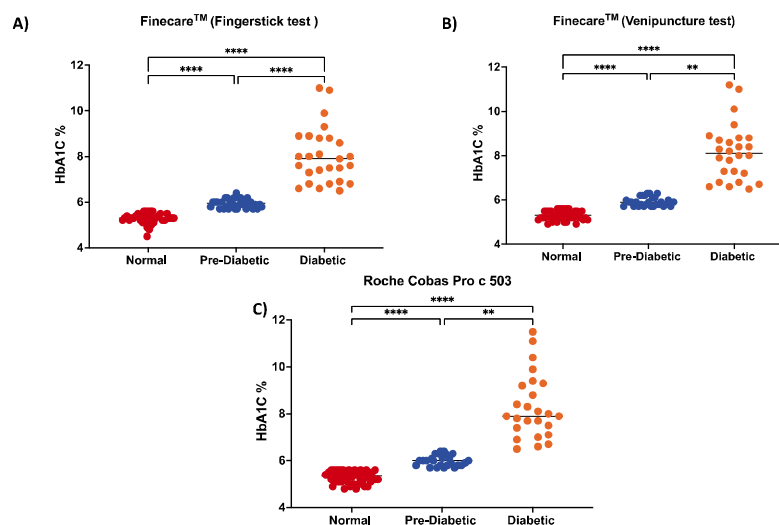 A)
Finecare™ (Fingerstick test )
****
**** ****
HbA1C %
12
10
8
6
4
Normal Pre-Diabetic Diabetic
B)
Finecare™ (Venipuncture test)
****
**** **
HbA1C %
12
10
8
6
4
Normal Pre-Diabetic Diabetic
C)
Roche Cobas Pro c 503
****
**** **
HbA1C %
12
10
8
6
4
Normal Pre-Diabetic Diabetic